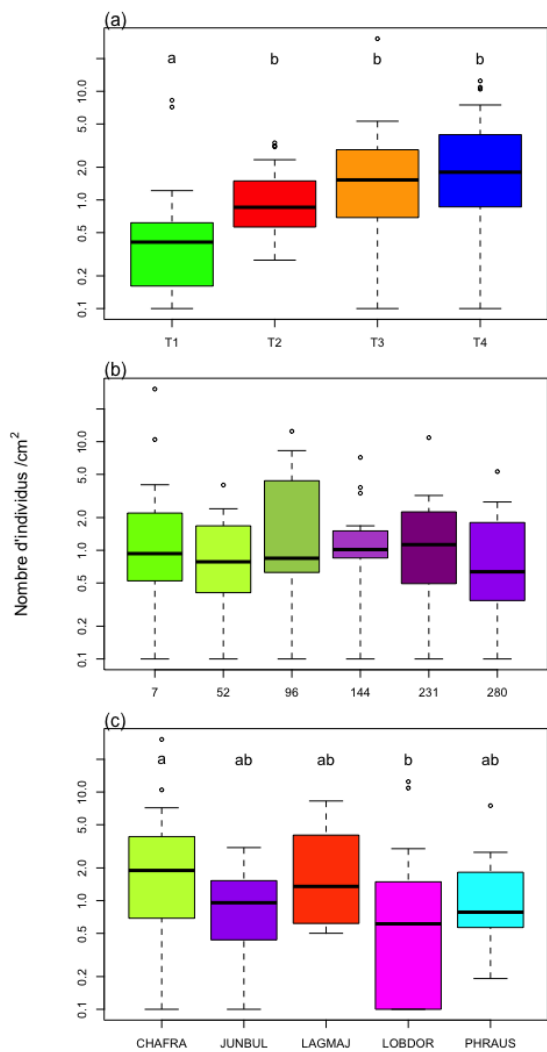 (a)
a b b b
10.0
5.0
2.0
1.0
0.5
0.2
0.1
T1 T2 T3 T4
Nombre d'individus /cm²
(b)
10.0
5.0
2.0
1.0
0.5
0.1
7 52 96 144 231 280
(c)
a ab ab b ab
10.0
5.0
2.0
1.0
0.5
0.2
0.1
CHAFRA JUNBUL LAGMAJ LOBDOR PHRAUS